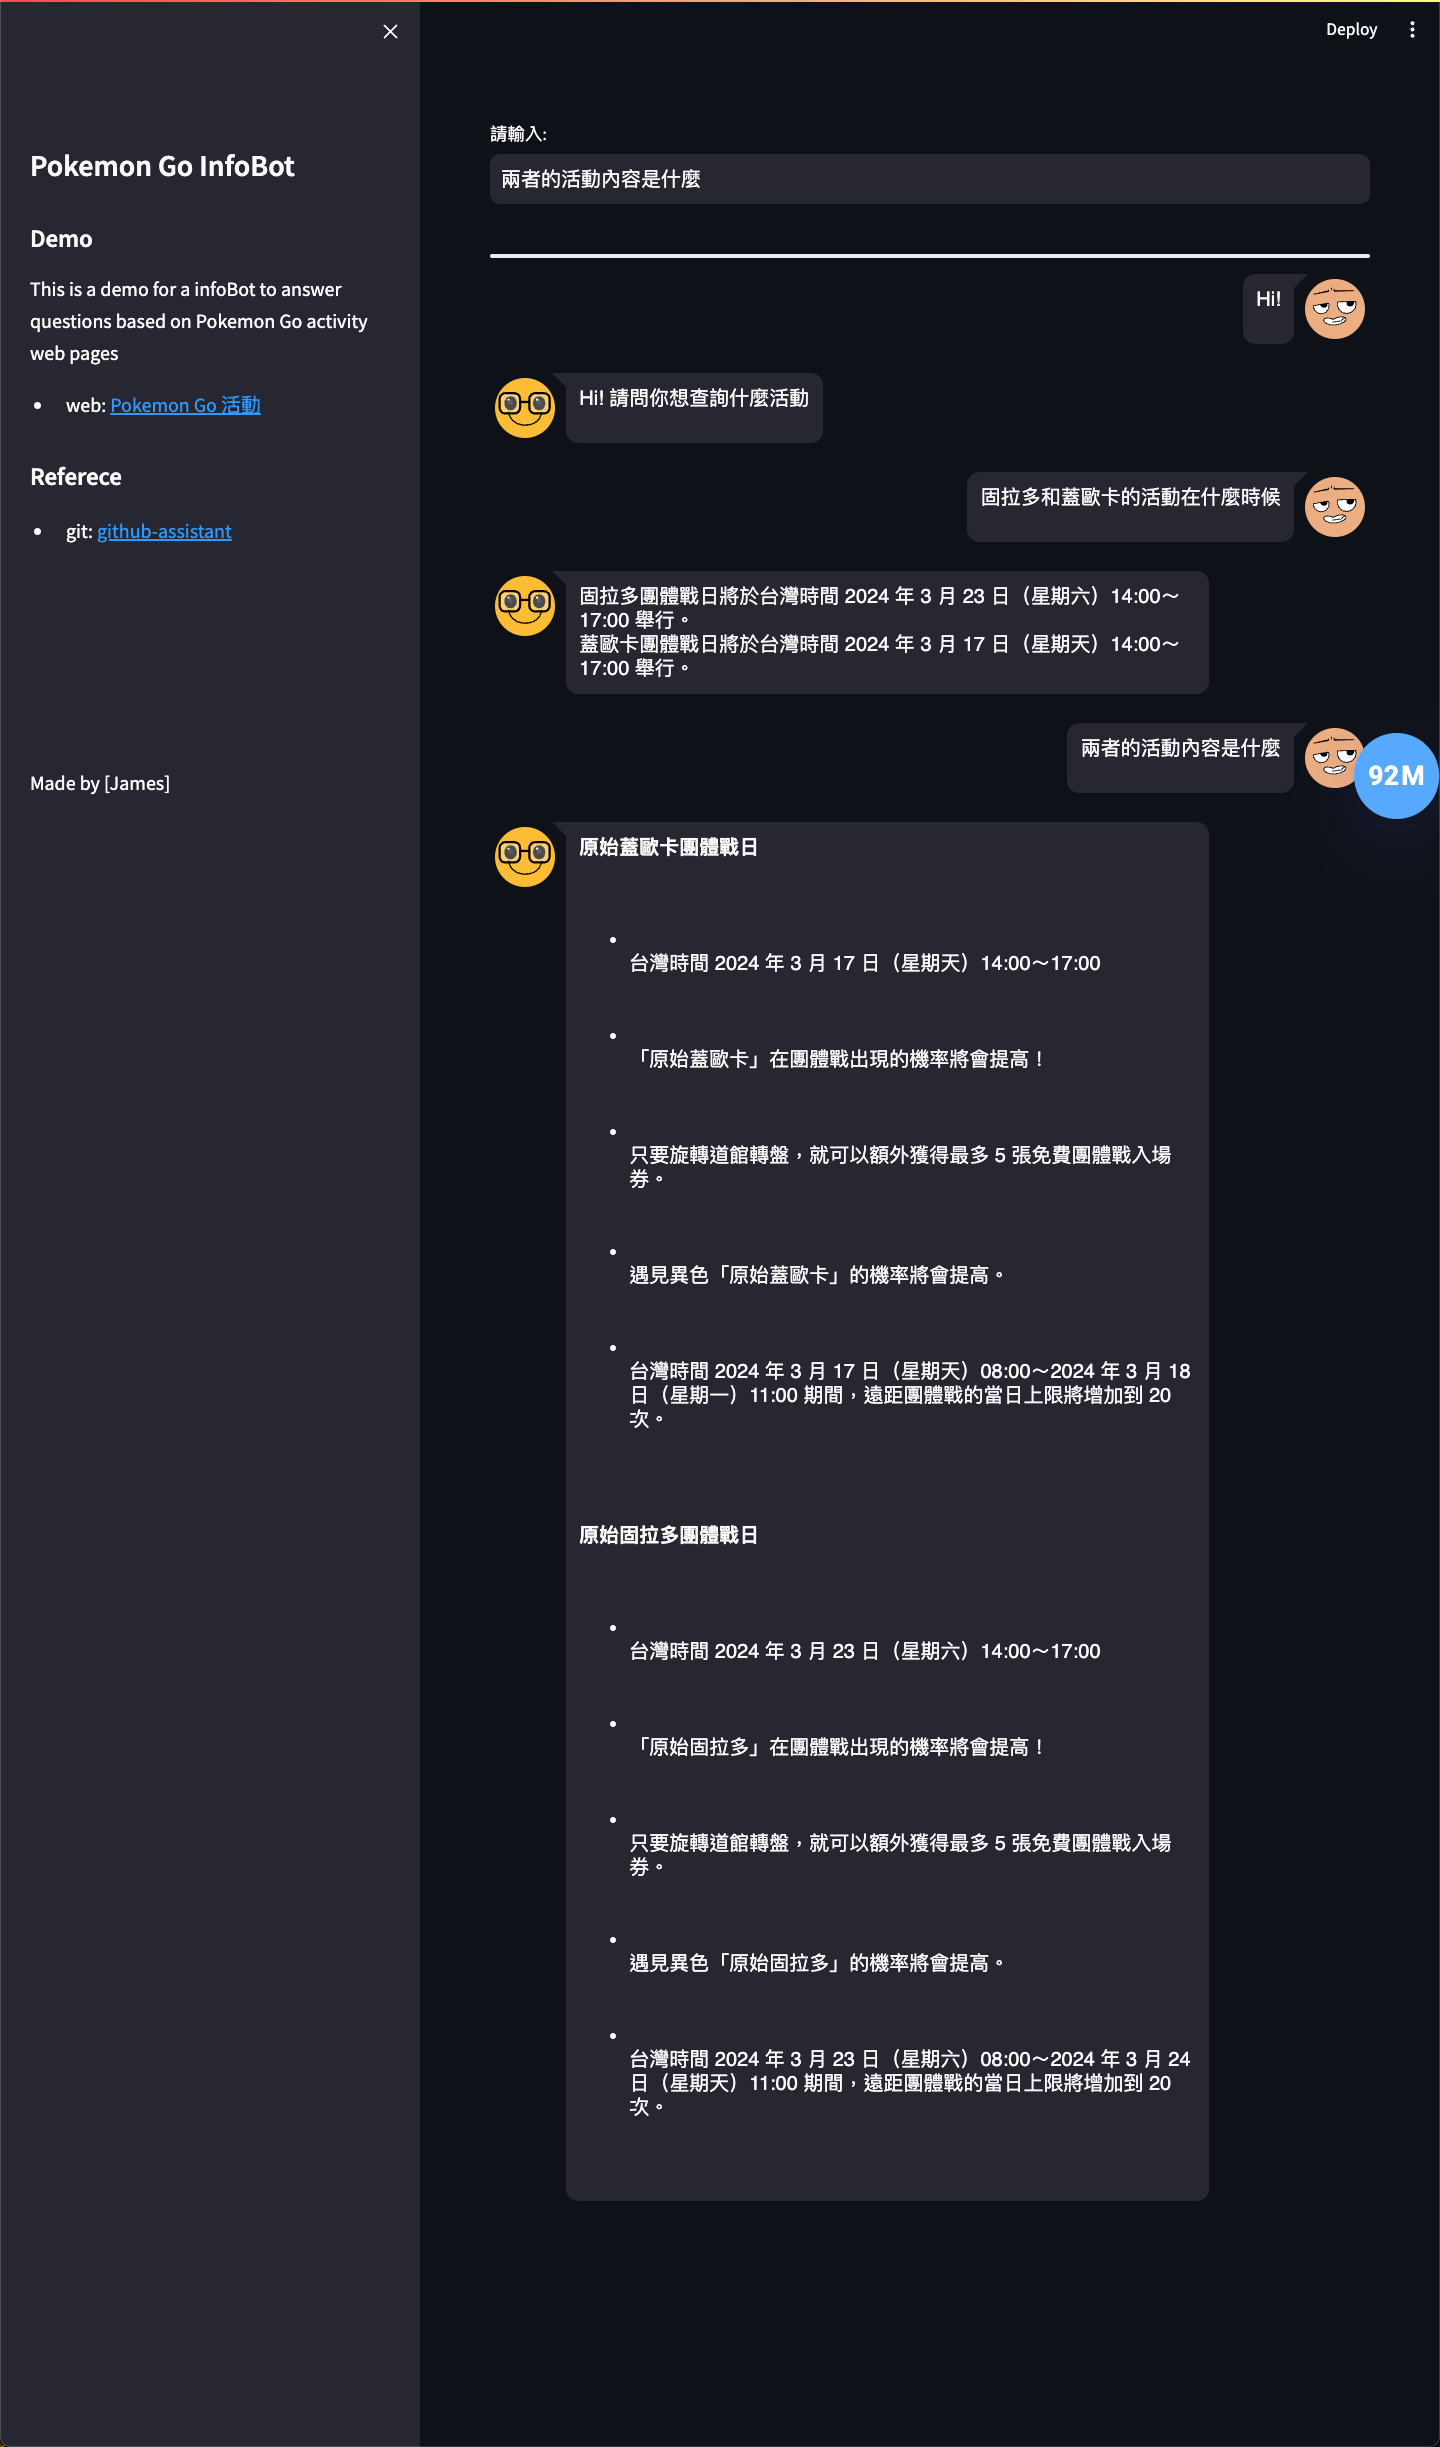 Deploy
Pokemon Go InfoBot
Demo
This is a demo for a infoBot to answer
questions based on Pokemon Go activity
web pages
web: Pokemon Go 活動
Referece
git: github-assistant
Made by [James]
請輸入:
兩者的活動內容是什麼
Hi!
Hi! 請問你想查詢什麼活動
固拉多和蓋歐卡的活動在什麼時候
固拉多團體戰日將於台灣時間 2024 年 3 月 23 日（星期六）14:00～
17:00 舉行。
蓋歐卡團體戰日將於台灣時間 2024 年 3 月 17 日（星期天）14:00～
17:00 舉行。
兩者的活動內容是什麼
92M
原始蓋歐卡團體戰日
台灣時間 2024 年 3 月 17 日（星期天）14:00～17:00
「原始蓋歐卡」在團體戰出現的機率將會提高！
只要旋轉道館轉盤，就可以額外獲得最多 5 張免費團體戰入場
券。
遇見異色「原始蓋歐卡」的機率將會提高。
台灣時間 2024 年 3 月 17 日（星期天）08:00～2024 年 3 月 18
日（星期一）11:00 期間，遠距團體戰的當日上限將增加到 20
次。
原始固拉多團體戰日
台灣時間 2024 年 3 月 23 日（星期六）14:00～17:00
「原始固拉多」在團體戰出現的機率將會提高！
只要旋轉道館轉盤，就可以額外獲得最多 5 張免費團體戰入場
券。
遇見異色「原始固拉多」的機率將會提高。
台灣時間 2024 年 3 月 23 日（星期六）08:00～2024 年 3 月 24
日（星期天）11:00 期間，遠距團體戰的當日上限將增加到 20
次。